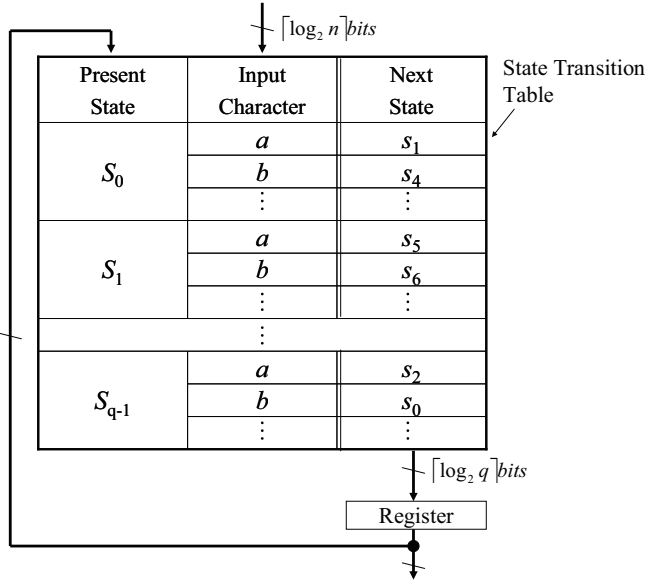 ⌈log₂ n⌉bits
State Transition
Table
Present State
Input Character
Next State
S₀
a
s₁
b
s₄
⋮
⋮
S₁
a
s₅
b
s₆
⋮
⋮
⋮
S_q-1
a
s₂
b
s₀
⋮
⋮
⌈log₂ q⌉bits
Register